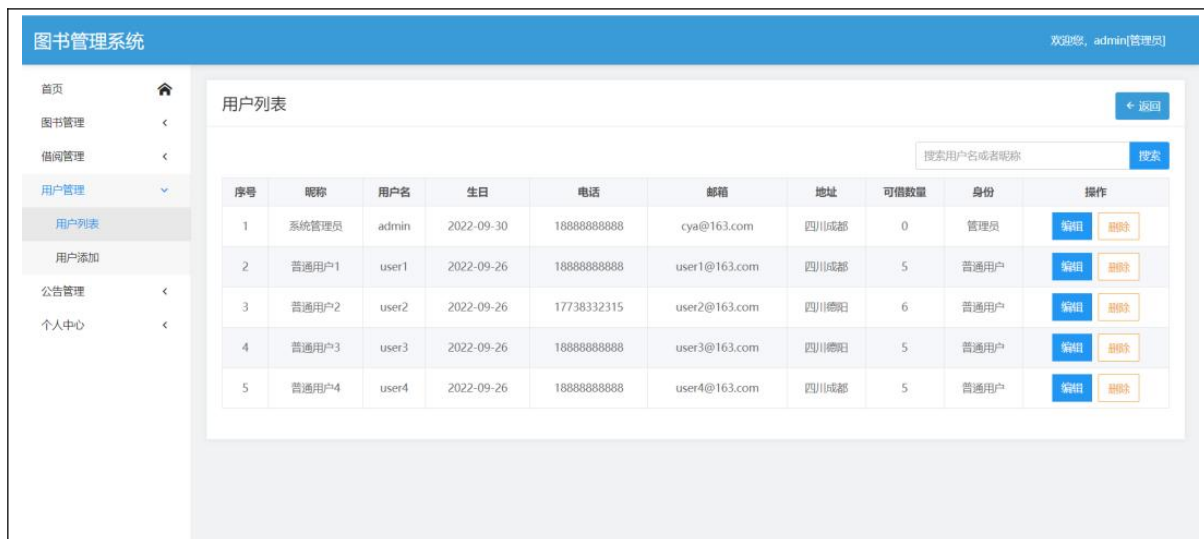 图书管理系统 欢迎您，admin[管理员]
首页
图书管理
借阅管理
用户管理
用户列表
用户添加
公告管理
个人中心
用户列表 返回
搜索用户名或者昵称 搜索
序号 昵称 用户名 生日 电话 邮箱 地址 可借数量 身份 操作
1 系统管理员 admin 2022-09-30 18888888888 cya@163.com 四川成都 0 管理员 编辑 删除
2 普通用户1 user1 2022-09-26 18888888888 user1@163.com 四川成都 5 普通用户 编辑 删除
3 普通用户2 user2 2022-09-26 17738332315 user2@163.com 四川德阳 6 普通用户 编辑 删除
4 普通用户3 user3 2022-09-26 18888888888 user3@163.com 四川德阳 5 普通用户 编辑 删除
5 普通用户4 user4 2022-09-26 18888888888 user4@163.com 四川成都 5 普通用户 编辑 删除